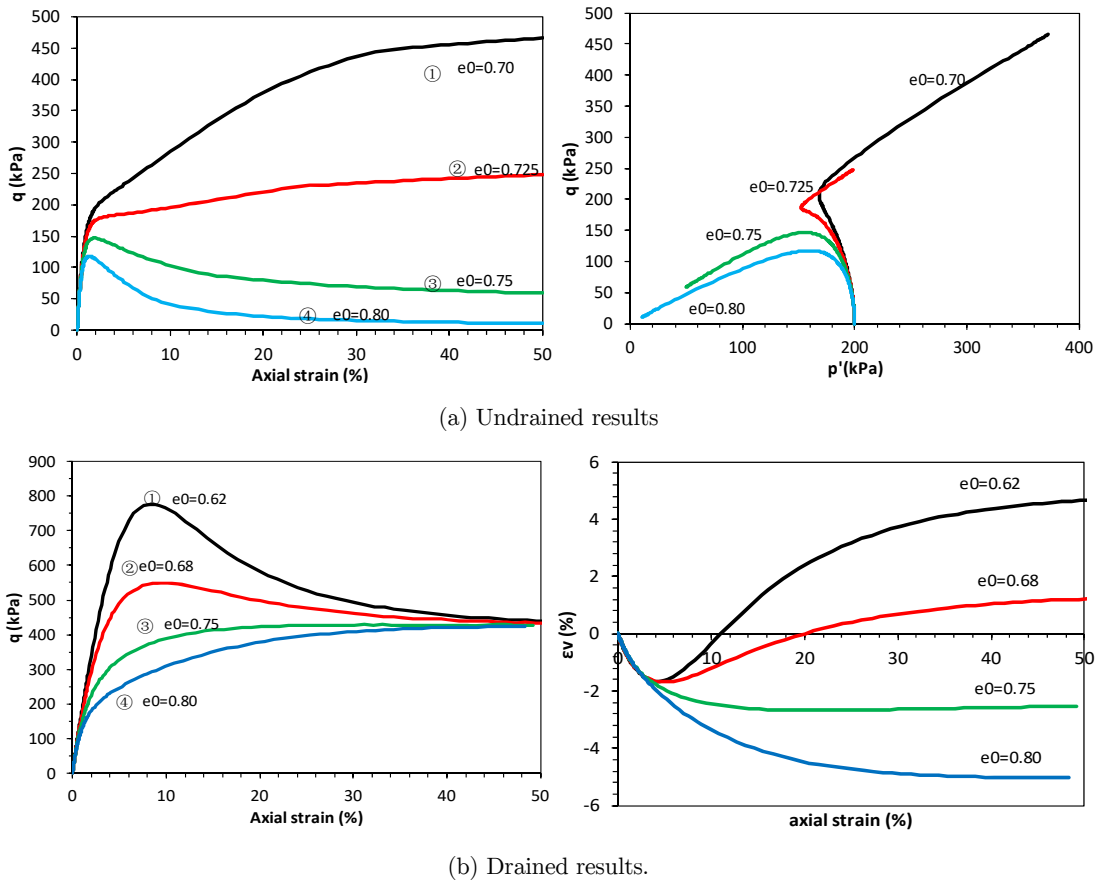 500
450
400
350
300
250
200
150
100
50
0
q (kPa)
① e0=0.70
② e0=0.725
③ e0=0.75
④ e0=0.80
0 10 20 30 40 50
Axial strain (%)
500
450
400
350
300
250
200
150
100
50
0
q (kPa)
e0=0.70
e0=0.725
e0=0.75
e0=0.80
0 100 200 300 400
p'(kPa)
(a) Undrained results
900
800
700
600
500
400
300
200
100
0
q (kPa)
① e0=0.62
② e0=0.68
③ e0=0.75
④ e0=0.80
0 10 20 30 40 50
Axial strain (%)
6
4
2
0
-2
-4
-6
εv (%)
e0=0.62
e0=0.68
0 10 20 30 40 50
e0=0.75
e0=0.80
axial strain (%)
(b) Drained results.